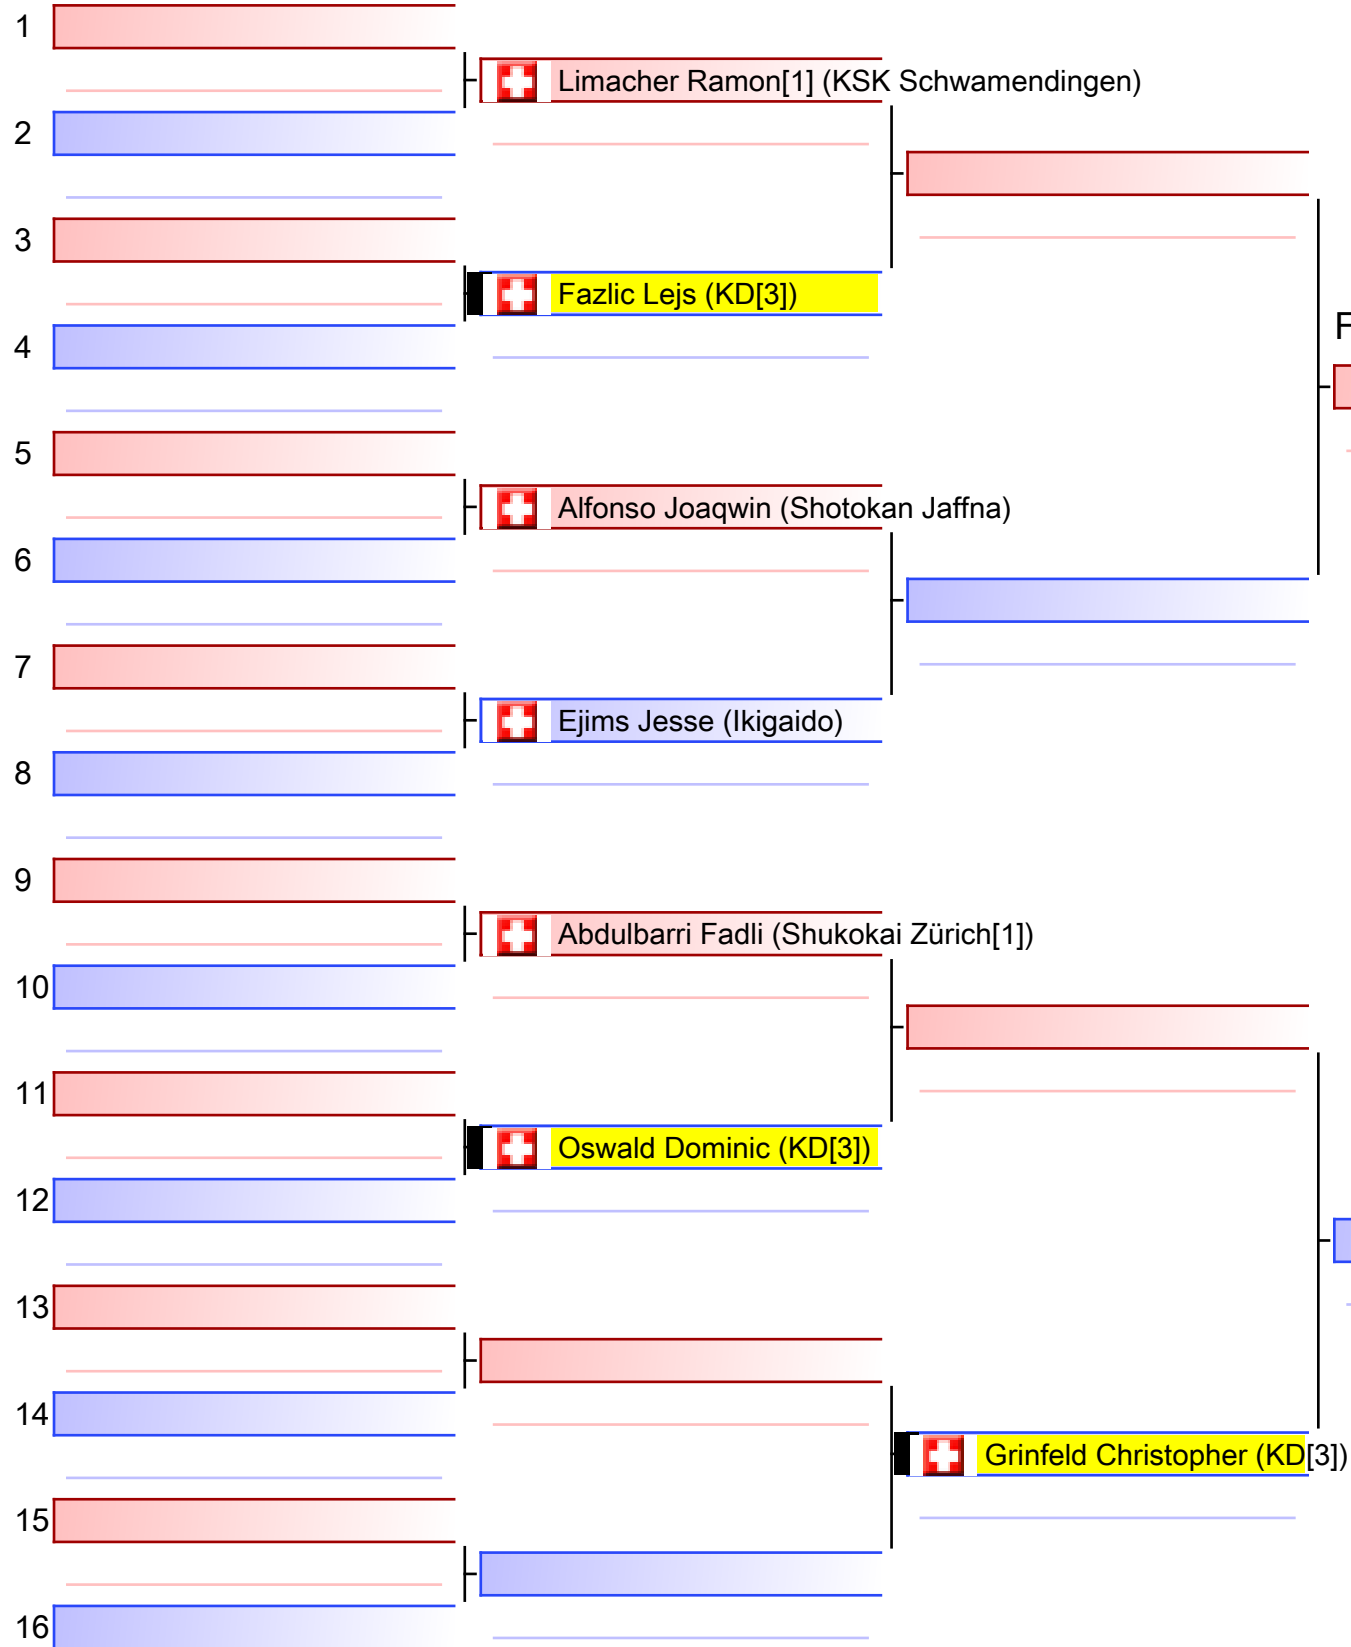 1
Limacher Ramon[1] (KSK Schwamendingen)
2
3
Fazlic Lejs (KD[3])
4
F
5
Alfonso Joaqwin (Shotokan Jaffna)
6
7
Ejims Jesse (Ikigaido)
8
9
Abdulbarri Fadli (Shukokai Zürich[1])
10
11
Oswald Dominic (KD[3])
12
13
14
Grinfeld Christopher (KD[3])
15
16